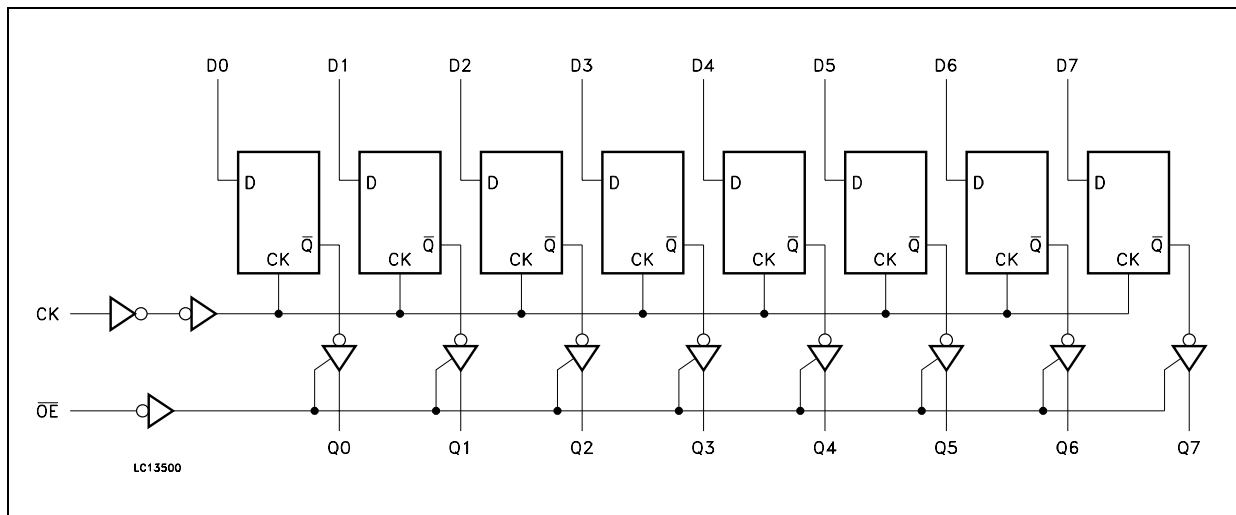 D0 D1 D2 D3 D4 D5 D6 D7
D D D D D D D D
Q̅ Q̅ Q̅ Q̅ Q̅ Q̅ Q̅ Q̅
CK CK CK CK CK CK CK CK
CK
O̅E̅
Q0 Q1 Q2 Q3 Q4 Q5 Q6 Q7
LC13500